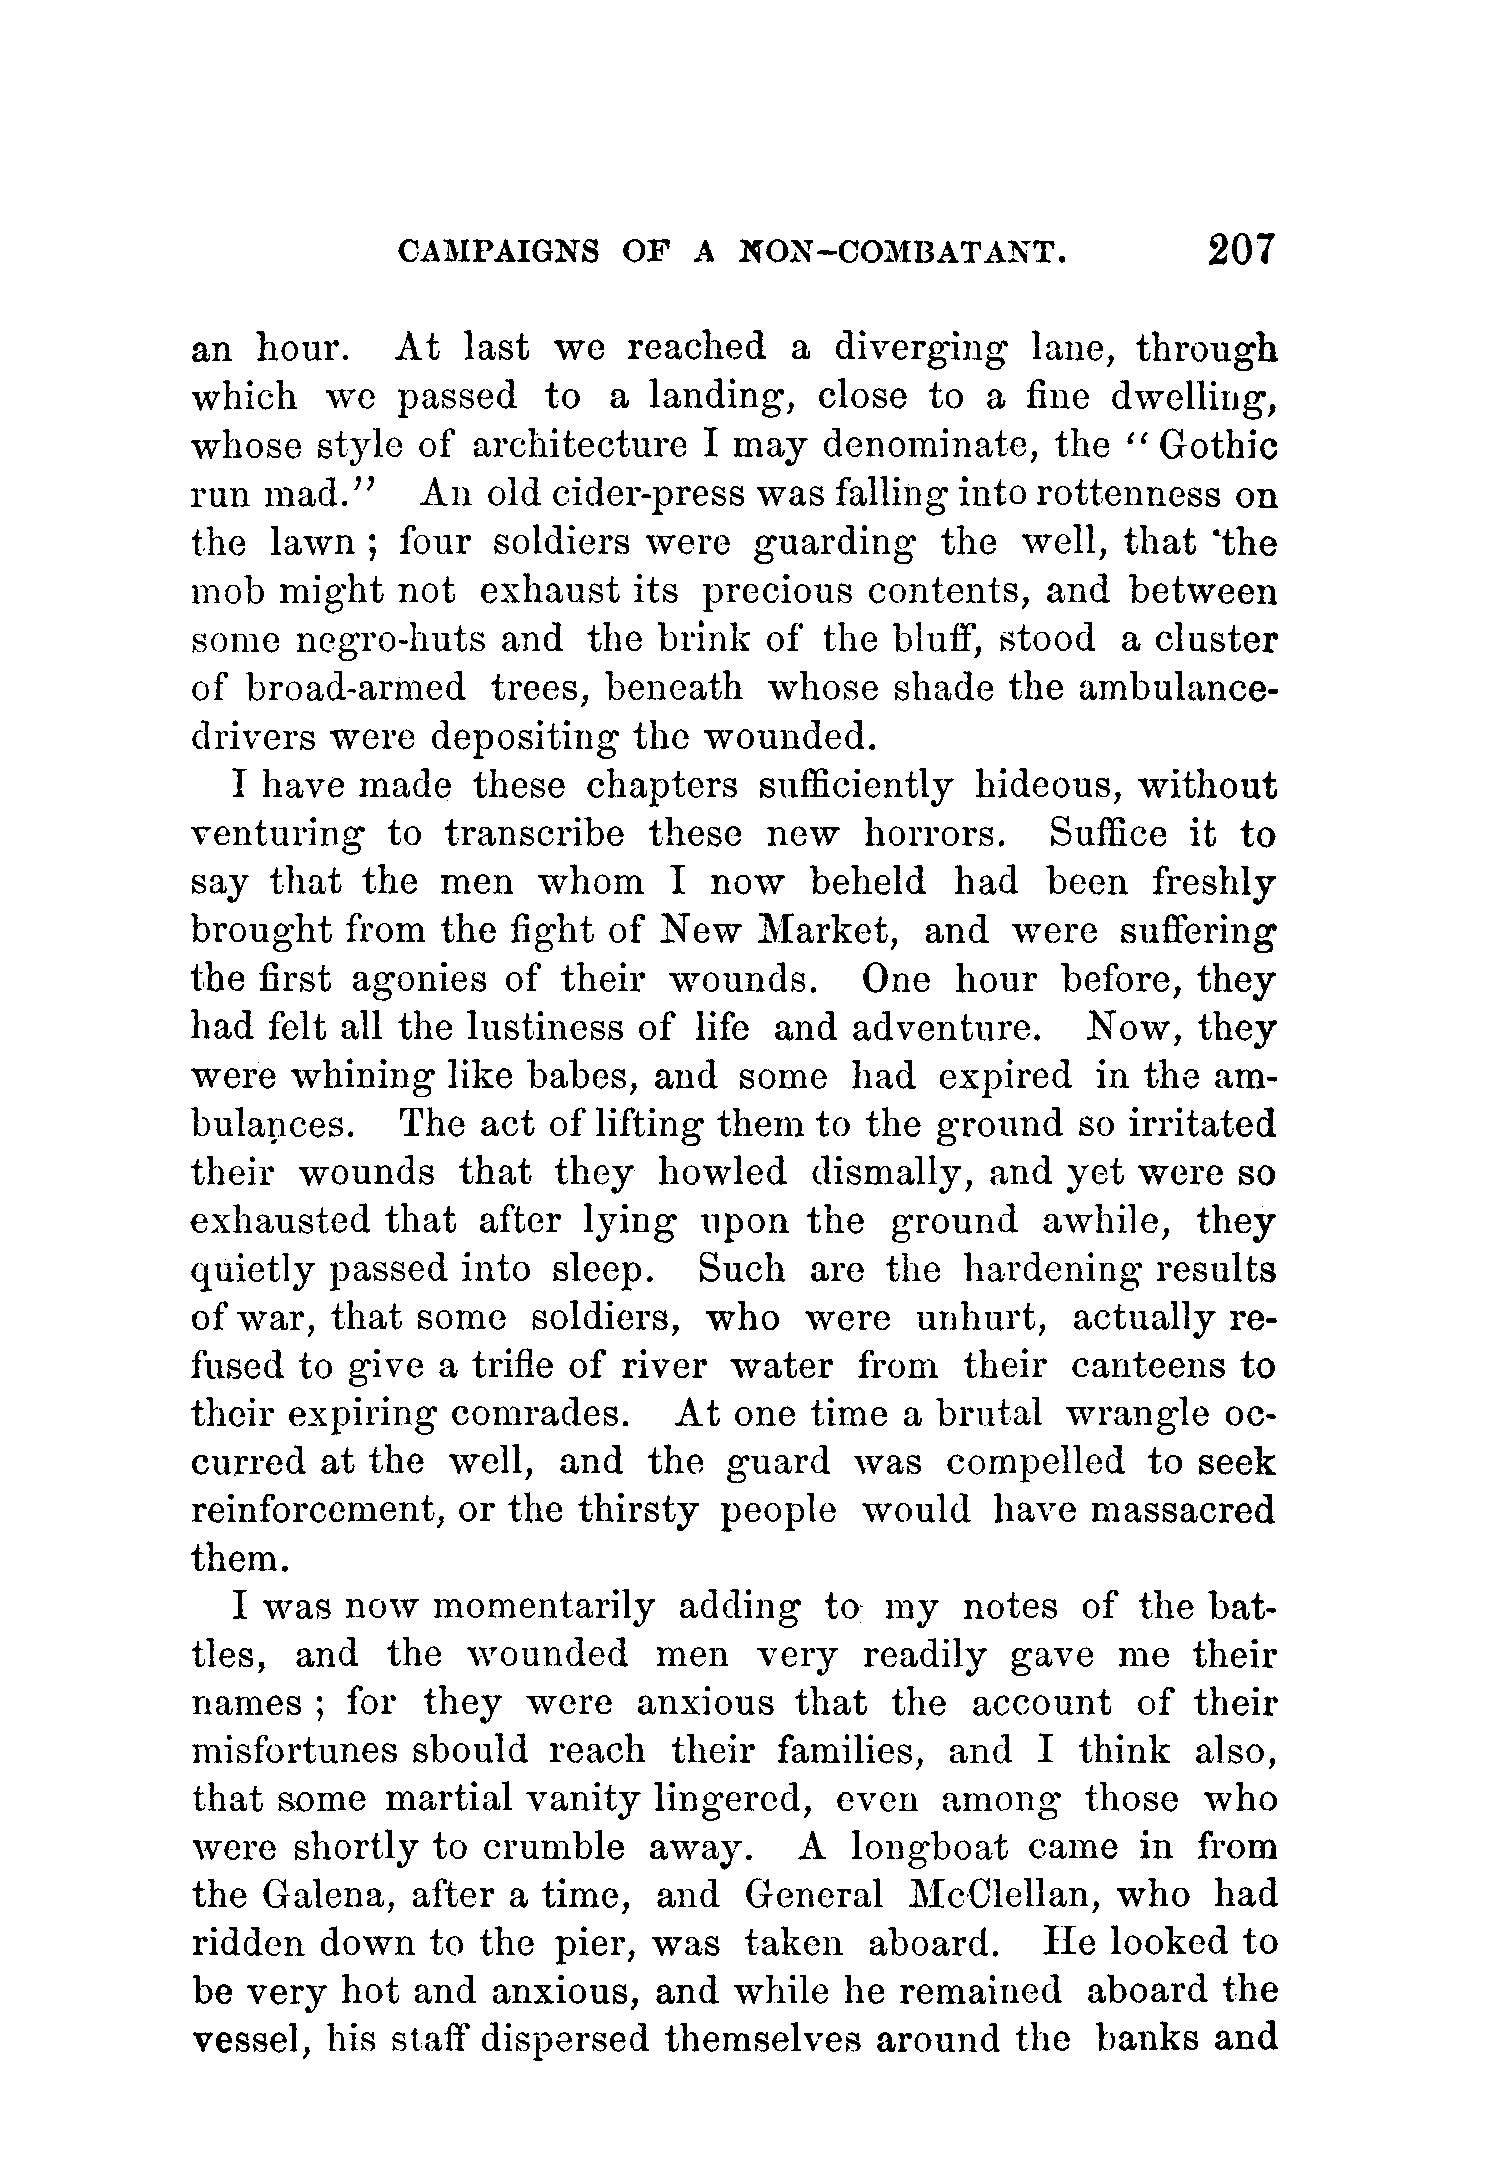 CAMPAIGNS OF A NON-COMBATANT. 207
an hour. At last we reached a diverging lane, through
which we passed to a landing, close to a fine dwelling,
whose style of architecture I may denominate, the “Gothic
run mad.” An old cider-press was falling into rottenness on
the lawn; four soldiers were guarding the well, that the
mob might not exhaust its precious contents, and between
some negro-huts and the brink of the bluff, stood a cluster
of broad-armed trees, beneath whose shade the ambulance-
drivers were depositing the wounded.
I have made these chapters sufficiently hideous, without
venturing to transcribe these new horrors. Suffice it to
say that the men whom I now beheld had been freshly
brought from the fight of New Market, and were suffering
the first agonies of their wounds. One hour before, they
had felt all the lustiness of life and adventure. Now, they
were whining like babes, and some had expired in the am-
bulances. The act of lifting them to the ground so irritated
their wounds that they howled dismally, and yet were so
exhausted that after lying upon the ground awhile, they
quietly passed into sleep. Such are the hardening results
of war, that some soldiers, who were unhurt, actually re-
fused to give a trifle of river water from their canteens to
their expiring comrades. At one time a brutal wrangle oc-
curred at the well, and the guard was compelled to seek
reinforcement, or the thirsty people would have massacred
them.
I was now momentarily adding to my notes of the bat-
tles, and the wounded men very readily gave me their
names; for they were anxious that the account of their
misfortunes should reach their families, and I think also,
that some martial vanity lingered, even among those who
were shortly to crumble away. A longboat came in from
the Galena, after a time, and General McClellan, who had
ridden down to the pier, was taken aboard. He looked to
be very hot and anxious, and while he remained aboard the
vessel, his staff dispersed themselves around the banks and